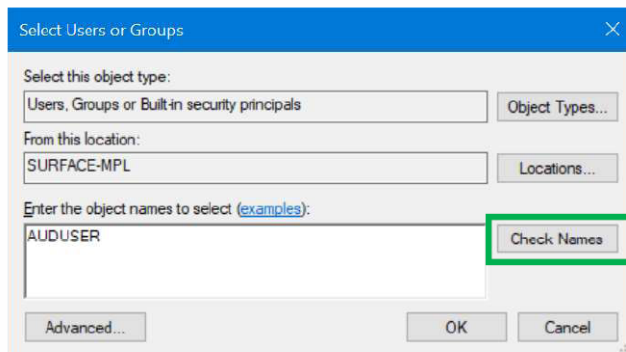 Select Users or Groups
Select this object type:
Users, Groups or Built-in security principals
Object Types...
From this location:
SURFACE-MPL
Locations...
Enter the object names to select (examples):
AUDUSER
Check Names
Advanced...
OK
Cancel